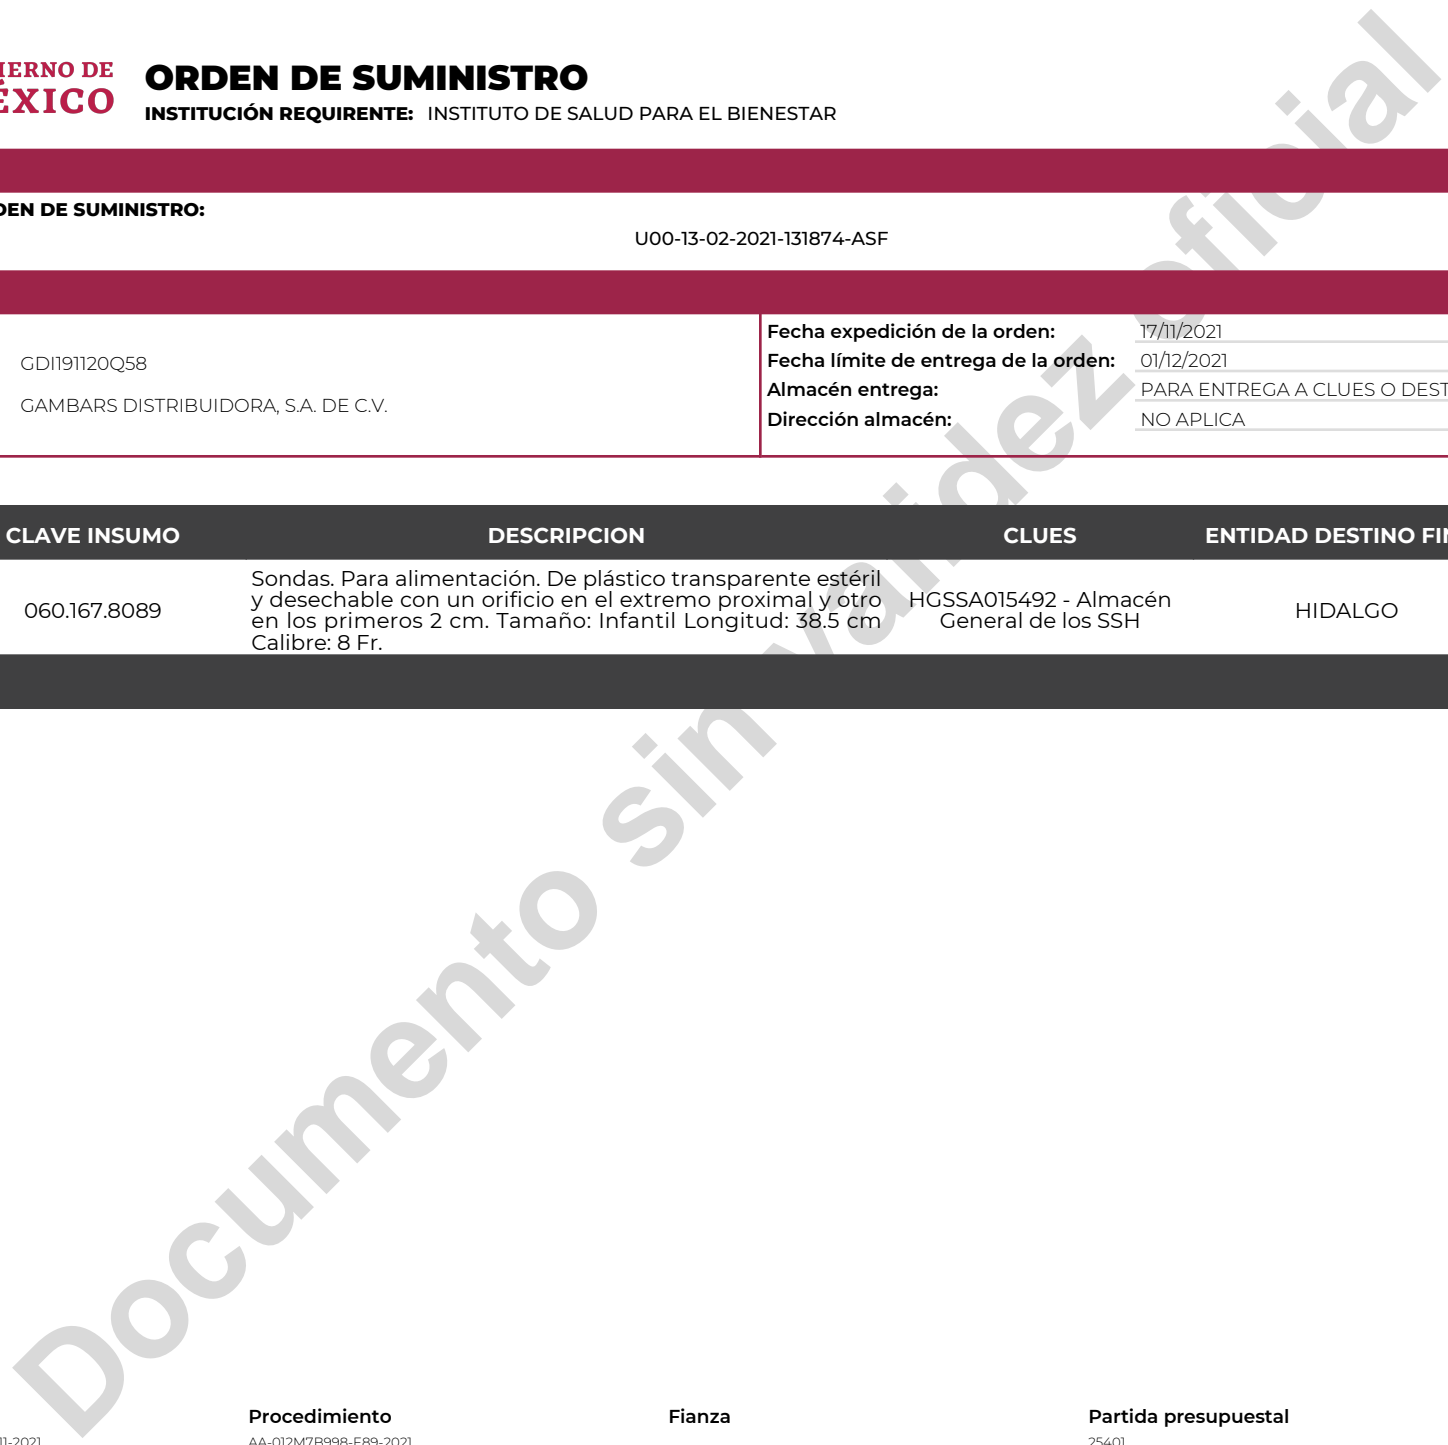 ORDEN DE SUMINISTRO
INSTITUCIÓN REQUIRENTE: INSTITUTO DE SALUD PARA EL BIENESTAR
DE
ÉXICO
DE SUMINISTRO:
U00-13-02-2021-131874-ASF
GDI191120Q58
GAMBARS DISTRIBUIDORA, S.A. DE C.V.
Fecha expedición de la orden: 17/11/2021
Fecha límite de entrega de la orden: 01/12/2021
Almacén entrega: PARA ENTREGA A CLUES O DEST
Dirección almacén: NO APLICA
CLAVE INSUMO DESCRIPCION CLUES ENTIDAD DESTINO
060.167.8089
Sondas. Para alimentación. De plástico transparente estéril
y desechable con un orificio en el extremo proximal y otro
en los primeros 2 cm. Tamaño: Infantil Longitud: 38.5 cm
Calibre: 8 Fr.
HGSSA015492 - Almacén
General de los SSH
HIDALGO
Documento sin validez oficial
Procedimiento Fianza Partida presupuestal
AA-012M7B998-E89-2021
25401